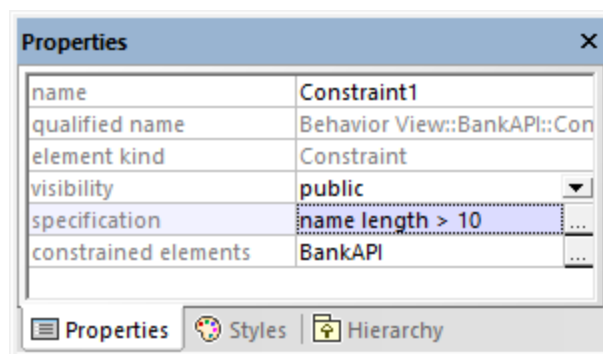 Properties
name Constraint1
qualified name Behavior View::BankAPI::Con
element kind Constraint
visibility public
specification name length > 10 ...
constrained elements BankAPI ...
Properties Styles Hierarchy